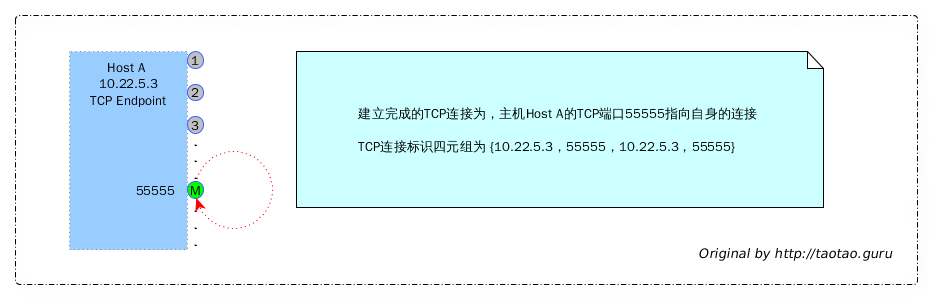 Host A
10.22.5.3
TCP Endpoint
1
2
3
55555
M
建立完成的TCP连接为，主机Host A的TCP端口55555指向自身的连接
TCP连接标识四元组为 {10.22.5.3，55555，10.22.5.3，55555}
Original by http://taotao.guru